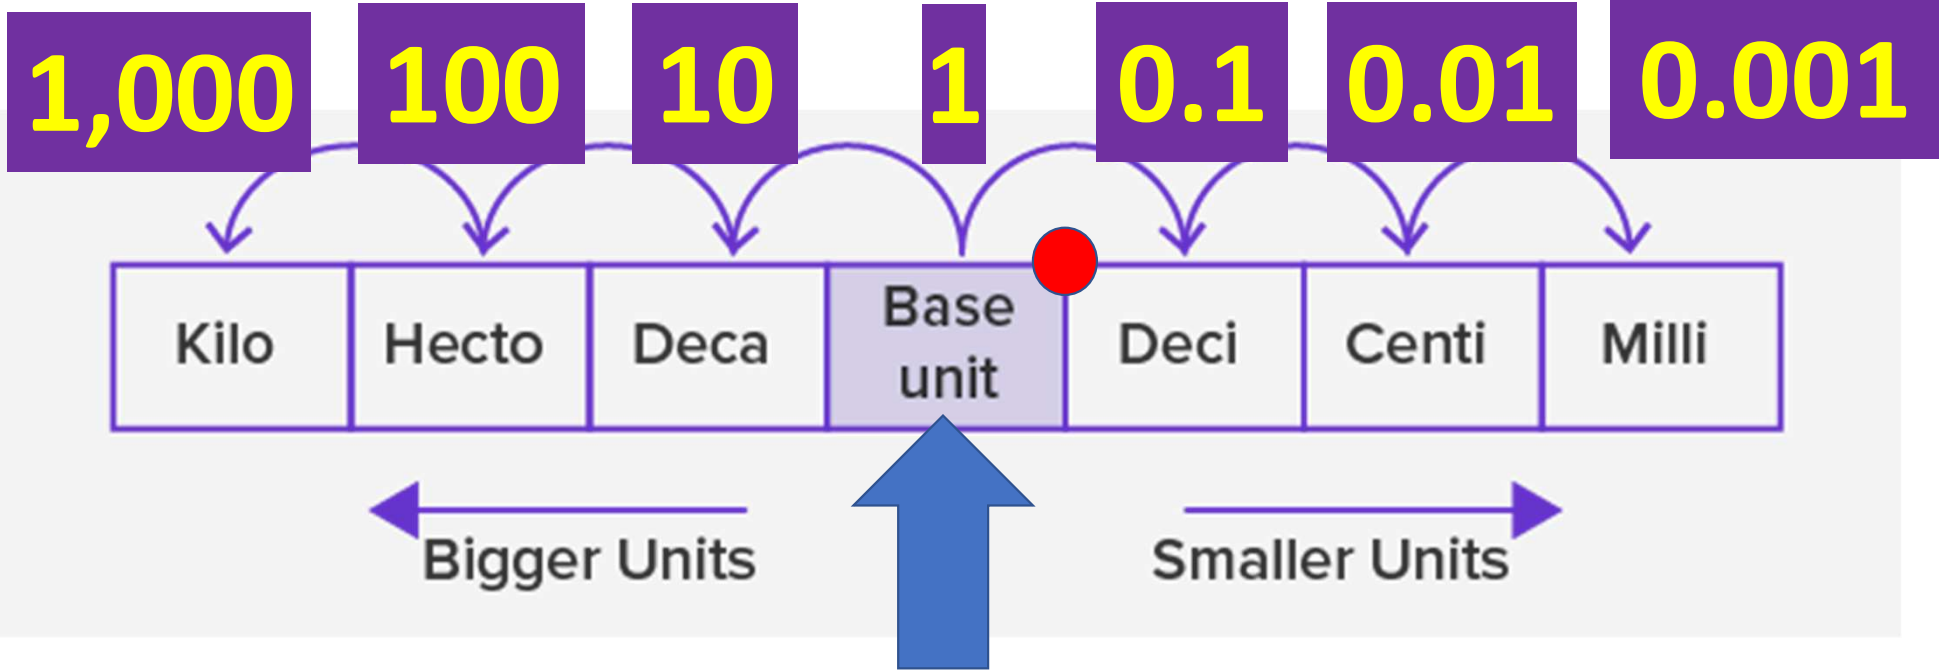 1,000 100 10 1 0.1 0.01 0.001
Kilo Hecto Deca Base unit Deci Centi Milli
Bigger Units Smaller Units